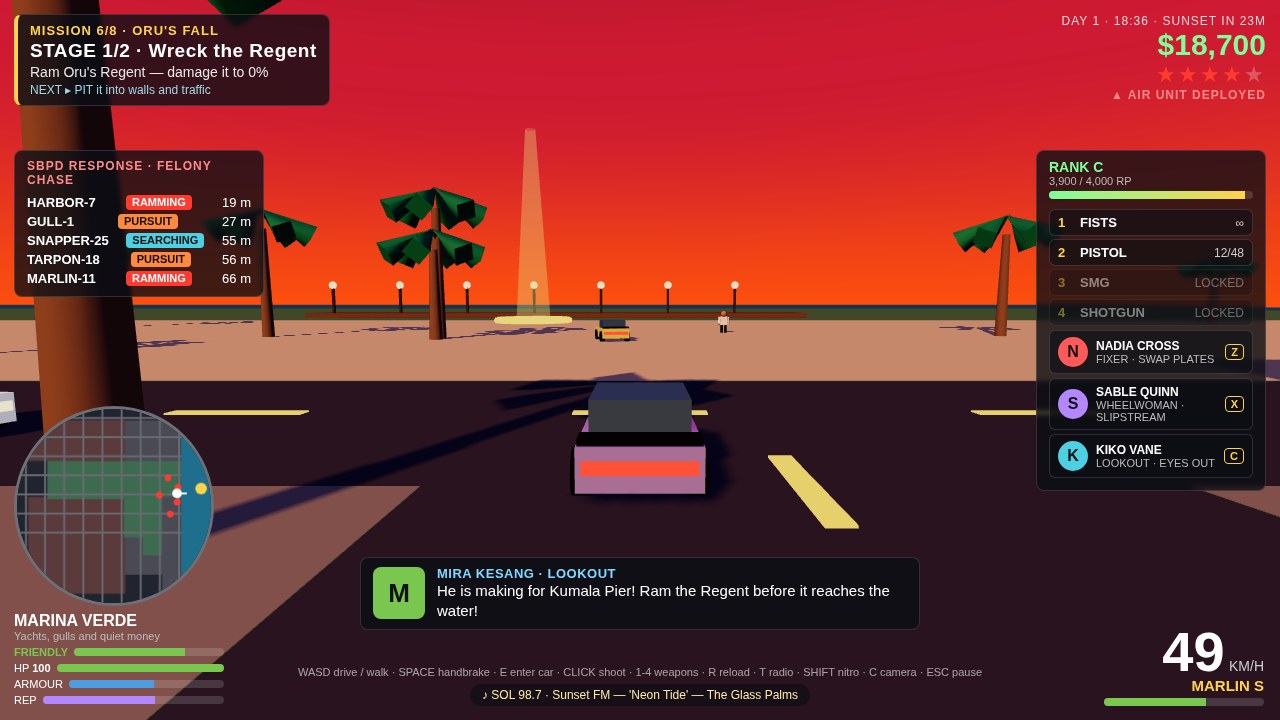 MISSION 6/8 · ORU'S FALL
STAGE 1/2 · Wreck the Regent
Ram Oru's Regent — damage it to 0%
NEXT ▸ PIT it into walls and traffic
DAY 1 · 18:36 · SUNSET IN 23M
$18,700
★★★★★
▲ AIR UNIT DEPLOYED
SBPD RESPONSE · FELONY
CHASE
HARBOR-7 RAMMING 19 m
GULL-1 PURSUIT 27 m
SNAPPER-25 SEARCHING 55 m
TARPON-18 PURSUIT 56 m
MARLIN-11 RAMMING 66 m
RANK C
3,900 / 4,000 RP
1 FISTS ∞
2 PISTOL 12/48
3 SMG LOCKED
4 SHOTGUN LOCKED
N NADIA CROSS
FIXER · SWAP PLATES Z
S SABLE QUINN
WHEELWOMAN ·
SLIPSTREAM X
K KIKO VANE
LOOKOUT · EYES OUT C
M MIRA KESANG · LOOKOUT
He is making for Kumala Pier! Ram the Regent before it reaches the
water!
MARINA VERDE
Yachts, gulls and quiet money
FRIENDLY
HP 100
ARMOUR
REP
WASD drive / walk · SPACE handbrake · E enter car · CLICK shoot · 1-4 weapons · R reload · T radio · SHIFT nitro · C camera · ESC pause
♪ SOL 98.7 · Sunset FM — 'Neon Tide' — The Glass Palms
49 KM/H
MARLIN S